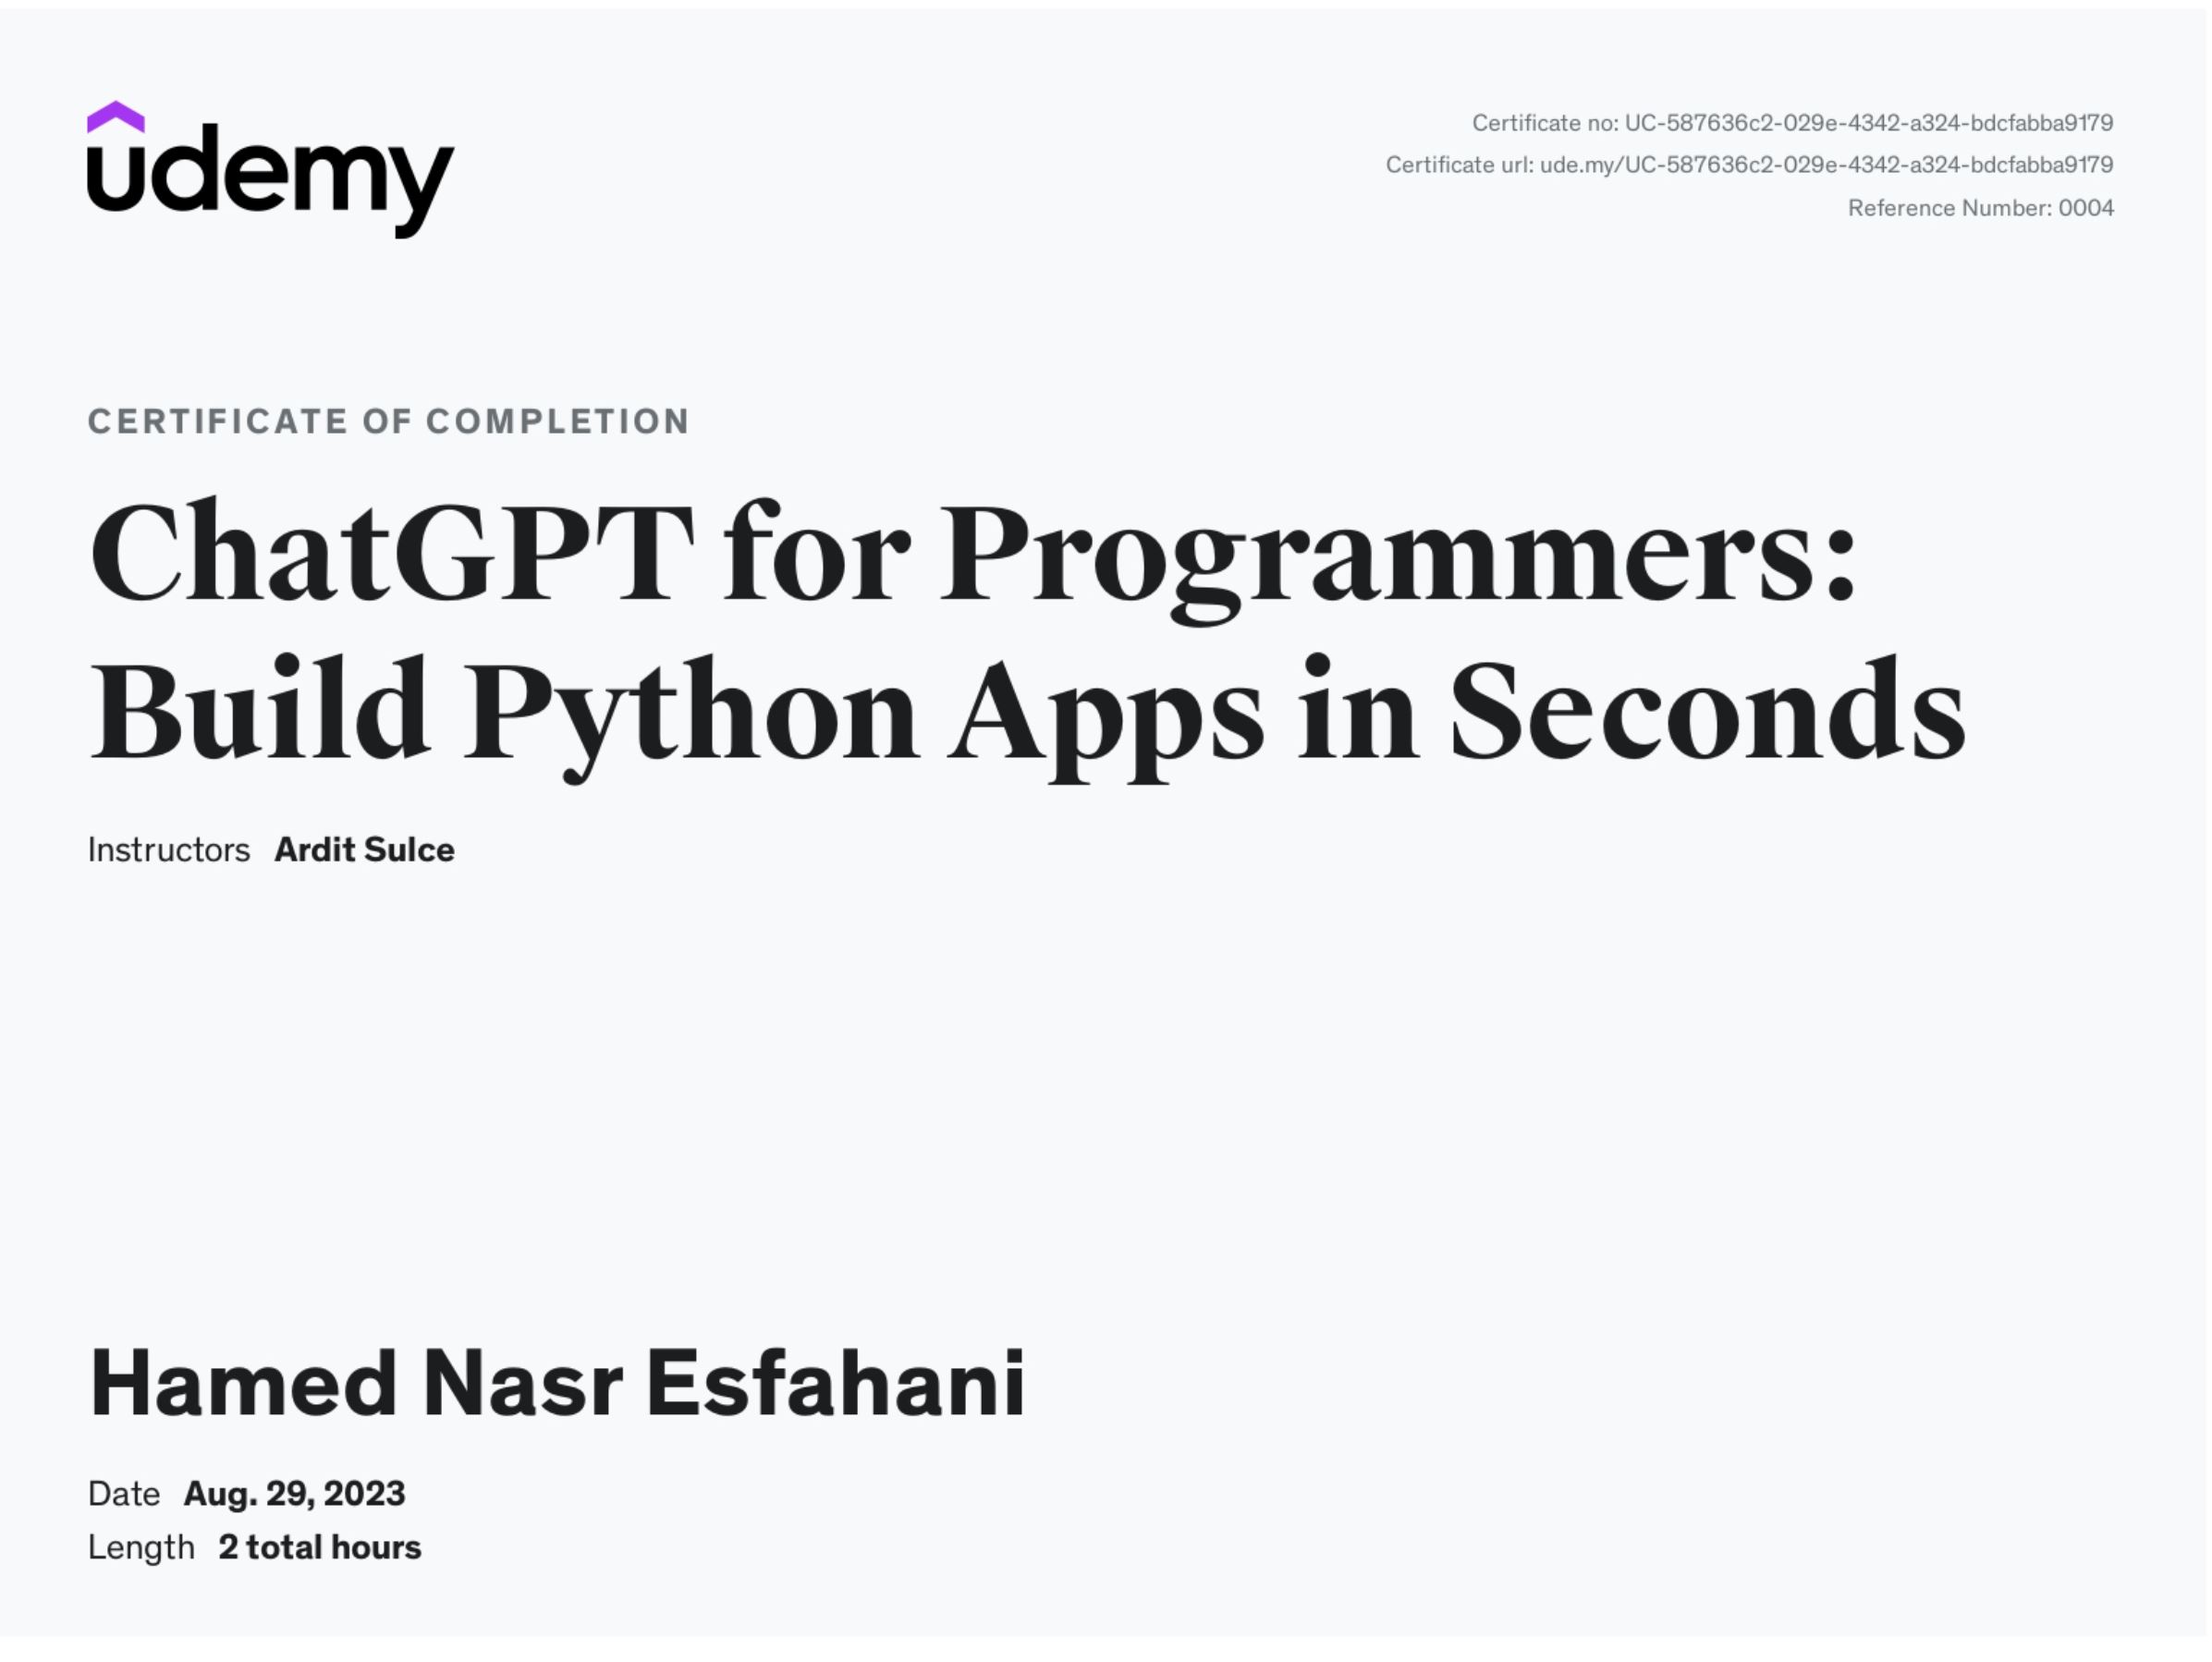 udemy
Certificate no: UC-587636c2-029e-4342-a324-bdcfabba9179
Certificate url: ude.my/UC-587636c2-029e-4342-a324-bdcfabba9179
Reference Number: 0004
CERTIFICATE OF COMPLETION
ChatGPT for Programmers:
Build Python Apps in Seconds
Instructors Ardit Sulce
Hamed Nasr Esfahani
Date Aug. 29, 2023
Length 2 total hours